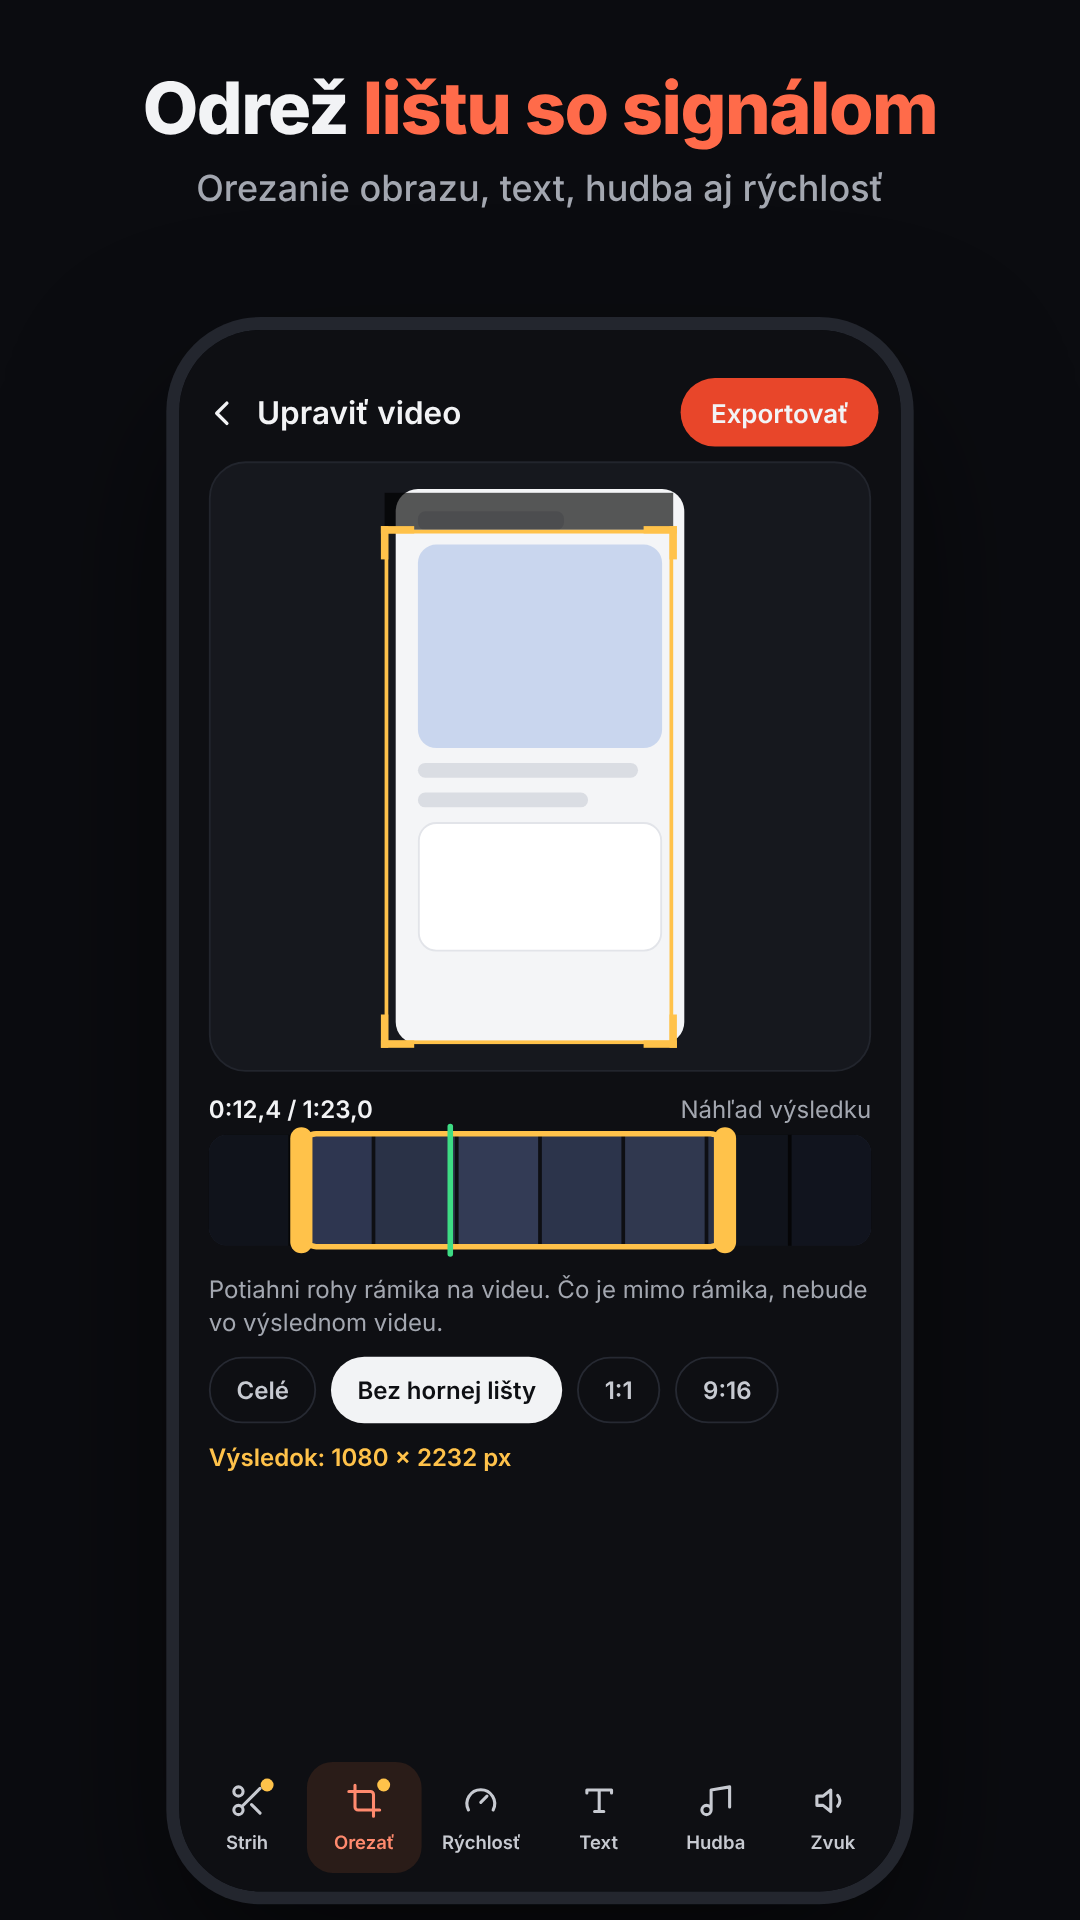 Odrež lištu so signálom
Orezanie obrazu, text, hudba aj rýchlosť
Upraviť video
Exportovať
0:12,4 / 1:23,0
Náhľad výsledku
Potiahni rohy rámika na videu. Čo je mimo rámika, nebude
vo výslednom videu.
Celé
Bez hornej lišty
1:1
9:16
Výsledok: 1080 × 2232 px
Strih
Orezať
Rýchlosť
Text
Hudba
Zvuk